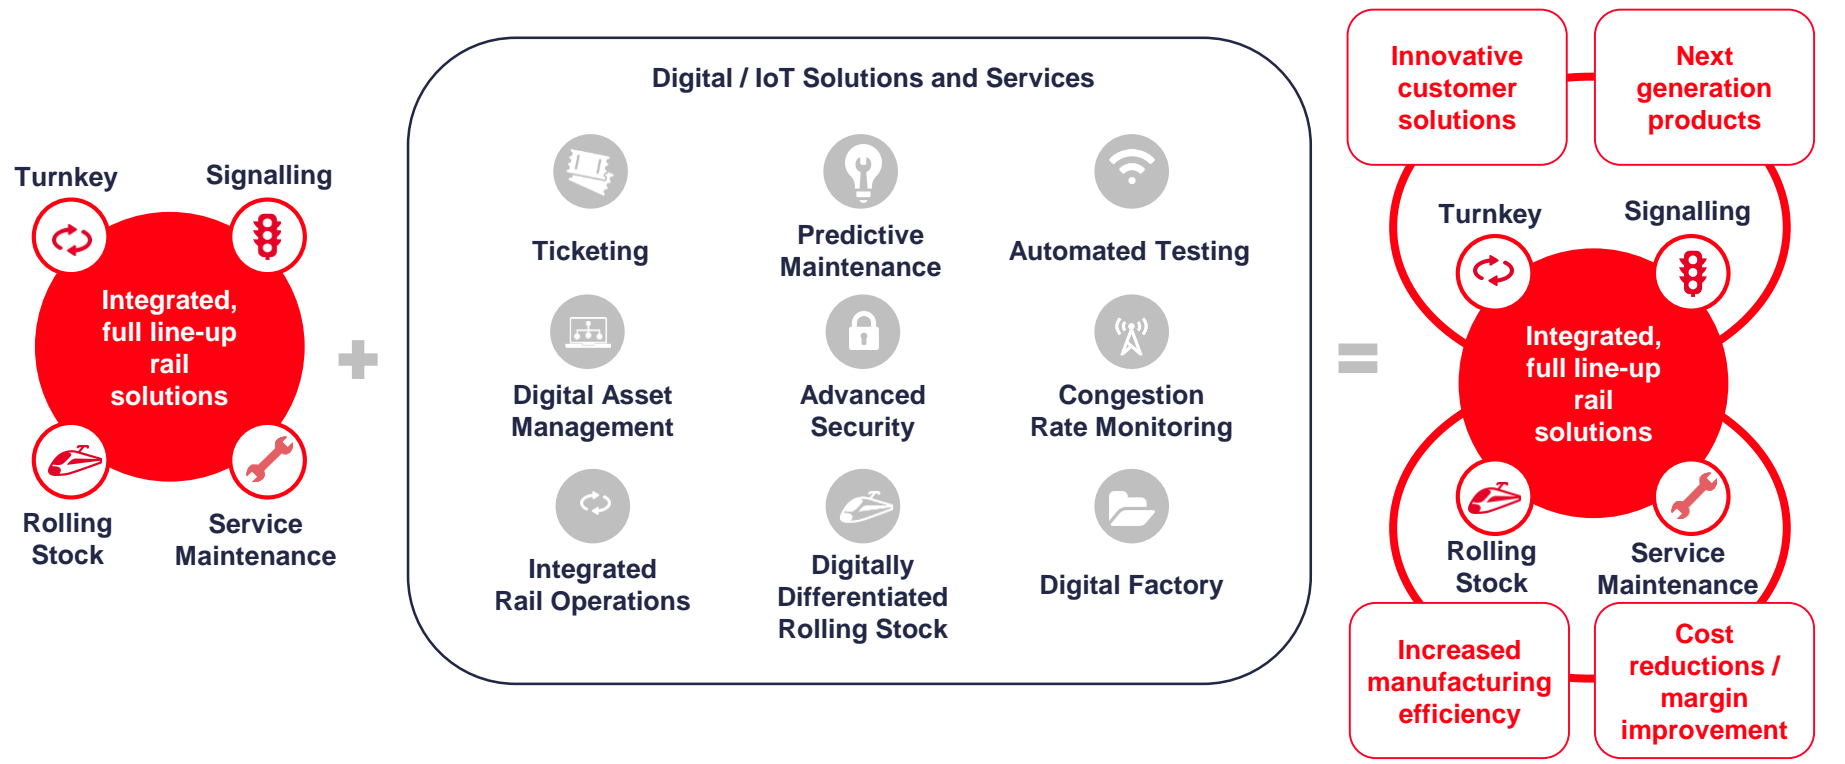 Turnkey
Signalling
Integrated,
full line-up
rail
solutions
Rolling
Stock
Service
Maintenance
Digital / IoT Solutions and Services
Ticketing
Predictive
Maintenance
Automated Testing
Digital Asset
Management
Advanced
Security
Congestion
Rate Monitoring
Integrated
Rail Operations
Digitally
Differentiated
Rolling Stock
Digital Factory
Innovative
customer
solutions
Next
generation
products
Turnkey
Signalling
Integrated,
full line-up
rail
solutions
Rolling
Stock
Service
Maintenance
Increased
manufacturing
efficiency
Cost
reductions /
margin
improvement